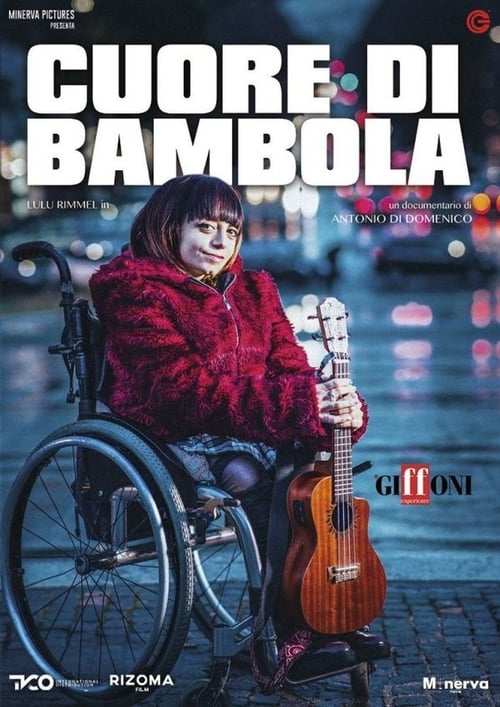 MINERVA PICTURES
PRESENTA
CUORE DI
BAMBOLA
LULU RIMMEL in
un documentario di
ANTONIO DI DOMENICO
GIffONI
experience
TVCO INTERNATIONAL
DISTRIBUTION
RIZOMA
FILM
Minerva